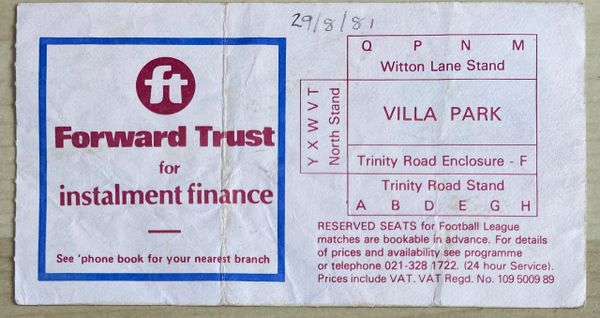 29/8/81
ft
Forward Trust
for
instalment finance
See 'phone book for your nearest branch
Q P N M
Witton Lane Stand
Y X W V T
North Stand
VILLA PARK
Trinity Road Enclosure - F
Trinity Road Stand
A B D E G H
RESERVED SEATS for Football League
matches are bookable in advance. For details
of prices and availability see programme
or telephone 021-328 1722. (24 hour Service).
Prices include VAT. VAT Regd. No. 109 5009 89